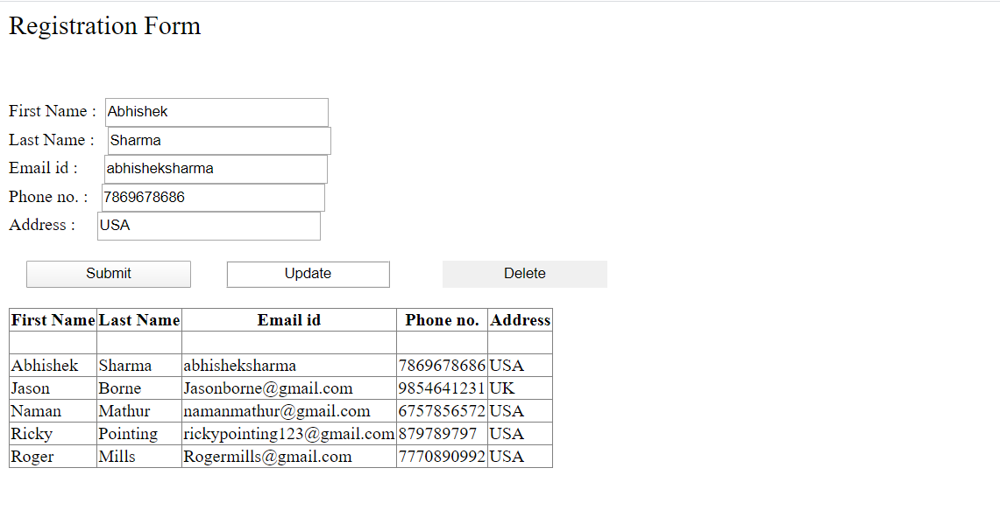 Registration Form
First Name : Abhishek
Last Name : Sharma
Email id : abhisheksharma
Phone no. : 7869678686
Address : USA
Submit Update Delete
First Name Last Name Email id Phone no. Address
Abhishek Sharma abhisheksharma 7869678686 USA
Jason Borne Jasonborne@gmail.com 9854641231 UK
Naman Mathur namanmathur@gmail.com 6757856572 USA
Ricky Pointing rickypointing123@gmail.com 879789797 USA
Roger Mills Rogermills@gmail.com 7770890992 USA